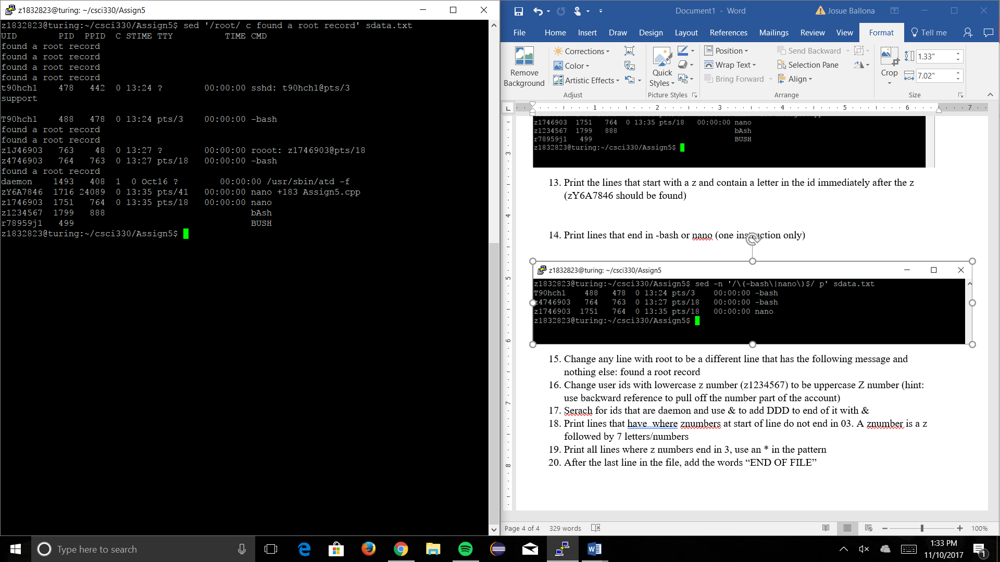 z1832823@turing: ~/csci330/Assign5
z1832823@turing:~/csci330/Assign5$ sed '/root/ c found a root record' sdata.txt
UID        PID  PPID  C STIME TTY          TIME CMD
found a root record
found a root record
found a root record
found a root record
t90hch1    478   442  0 13:24 ?        00:00:00 sshd: t90hch1@pts/3
support
T90hch1    488   478  0 13:24 pts/3    00:00:00 -bash
found a root record
found a root record
z1J46903   763    48  0 13:27 ?        00:00:00 rooot: z1746903@pts/18
z4746903   764   763  0 13:27 pts/18   00:00:00 -bash
found a root record
daemon    1493   408  1  0 Oct16 ?        00:00:00 /usr/sbin/atd -f
zY6A7846  1716 24089  0 13:35 pts/41   00:00:00 nano +183 Assign5.cpp
z1746903  1751   764  0 13:35 pts/18   00:00:00 nano
z1234567  1799   888                            bAsh
r78959j1   499                                  BUSH
z1832823@turing:~/csci330/Assign5$
Document1 - Word
Josue Ballona
File Home Insert Draw Design Layout References Mailings Review View Format Tell me
Remove Background
Corrections
Color
Artistic Effects
Adjust
Quick Styles
Picture Styles
Position
Wrap Text
Bring Forward
Send Backward
Selection Pane
Align
Arrange
Crop
1.33"
7.02"
Size
1 2 3 4 5 6 7
3
4
5
6
7
8
z1746903  1751   764  0 13:35 pts/18   00:00:00 nano
z1234567  1799   888                            bAsh
r78959j1   499                                  BUSH
z1832823@turing:~/csci330/Assign5$
13. Print the lines that start with a z and contain a letter in the id immediately after the z
(zY6A7846 should be found)
14. Print lines that end in -bash or nano (one instruction only)
z1832823@turing: ~/csci330/Assign5
z1832823@turing:~/csci330/Assign5$ sed -n '/\(-bash\|nano\)$/ p' sdata.txt
T90hch1    488   478  0 13:24 pts/3    00:00:00 -bash
z4746903   764   763  0 13:27 pts/18   00:00:00 -bash
z1746903  1751   764  0 13:35 pts/18   00:00:00 nano
z1832823@turing:~/csci330/Assign5$
15. Change any line with root to be a different line that has the following message and
nothing else: found a root record
16. Change user ids with lowercase z number (z1234567) to be uppercase Z number (hint:
use backward reference to pull off the number part of the account)
17. Serach for ids that are daemon and use & to add DDD to end of it with &
18. Print lines that have  where znumbers at start of line do not end in 03. A znumber is a z
followed by 7 letters/numbers
19. Print all lines where z numbers end in 3, use an * in the pattern
20. After the last line in the file, add the words “END OF FILE”
Page 4 of 4 329 words
100%
Type here to search
1:33 PM
11/10/2017
1